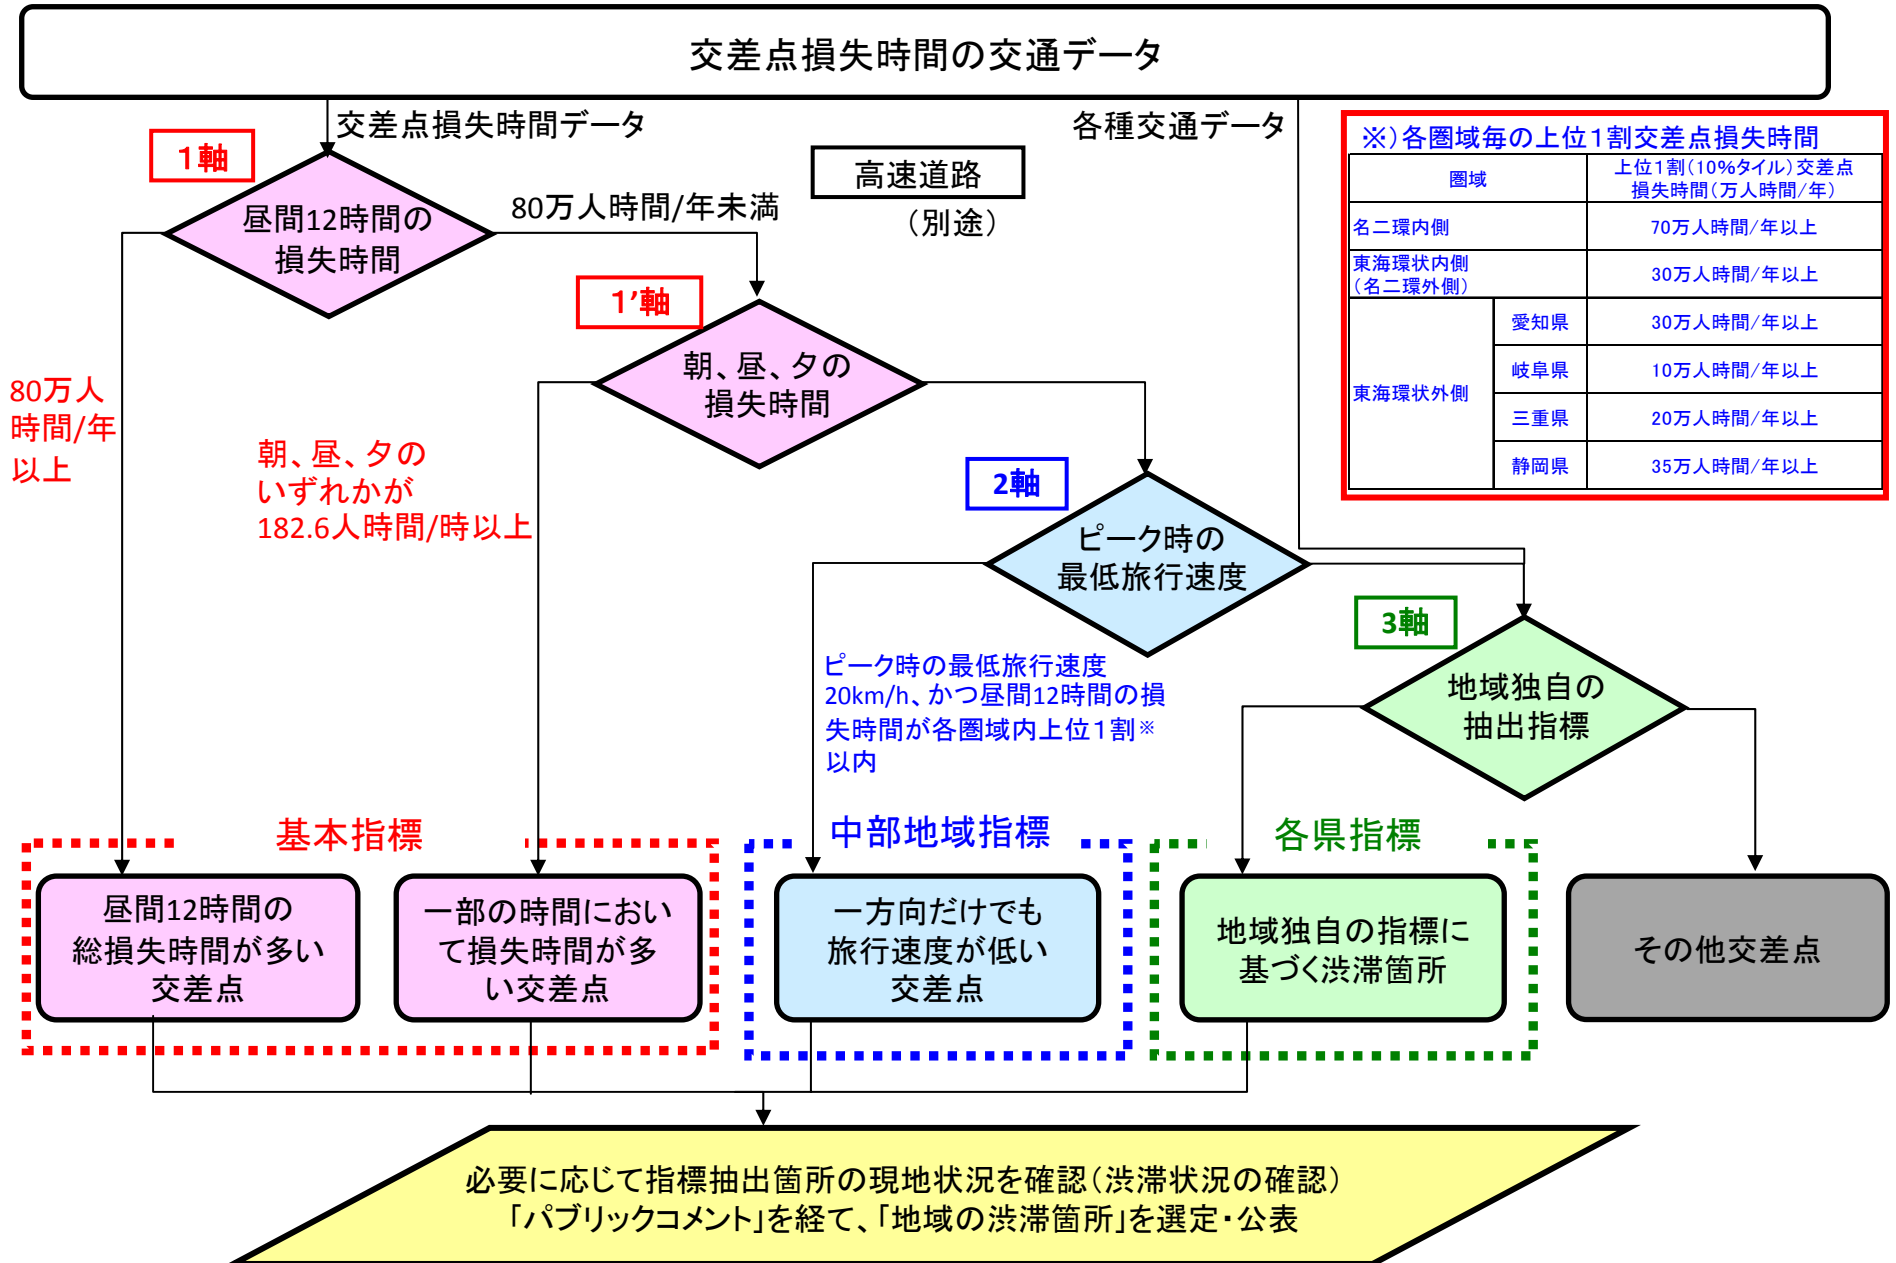 交差点損失時間の交通データ
交差点損失時間データ
各種交通データ
1軸
昼間12時間の
損失時間
80万人時間/年未満
高速道路
（別途）
※）各圏域毎の上位１割交差点損失時間
圏域
上位１割（10%タイル）交差点
損失時間（万人時間/年）
名二環内側
70万人時間/年以上
東海環状内側
（名二環外側）
30万人時間/年以上
東海環状外側
愛知県
30万人時間/年以上
岐阜県
10万人時間/年以上
三重県
20万人時間/年以上
静岡県
35万人時間/年以上
1’軸
朝、昼、夕の
損失時間
80万人
時間/年
以上
朝、昼、夕の
いずれかが
182.6人時間/時以上
2軸
ピーク時の
最低旅行速度
ピーク時の最低旅行速度
20km/h、かつ昼間12時間の損
失時間が各圏域内上位１割※
以内
3軸
地域独自の
抽出指標
基本指標
中部地域指標
各県指標
昼間12時間の
総損失時間が多い
交差点
一部の時間におい
て損失時間が多
い交差点
一方向だけでも
旅行速度が低い
交差点
地域独自の指標に
基づく渋滞箇所
その他交差点
必要に応じて指標抽出箇所の現地状況を確認（渋滞状況の確認）
「パブリックコメント」を経て、「地域の渋滞箇所」を選定・公表